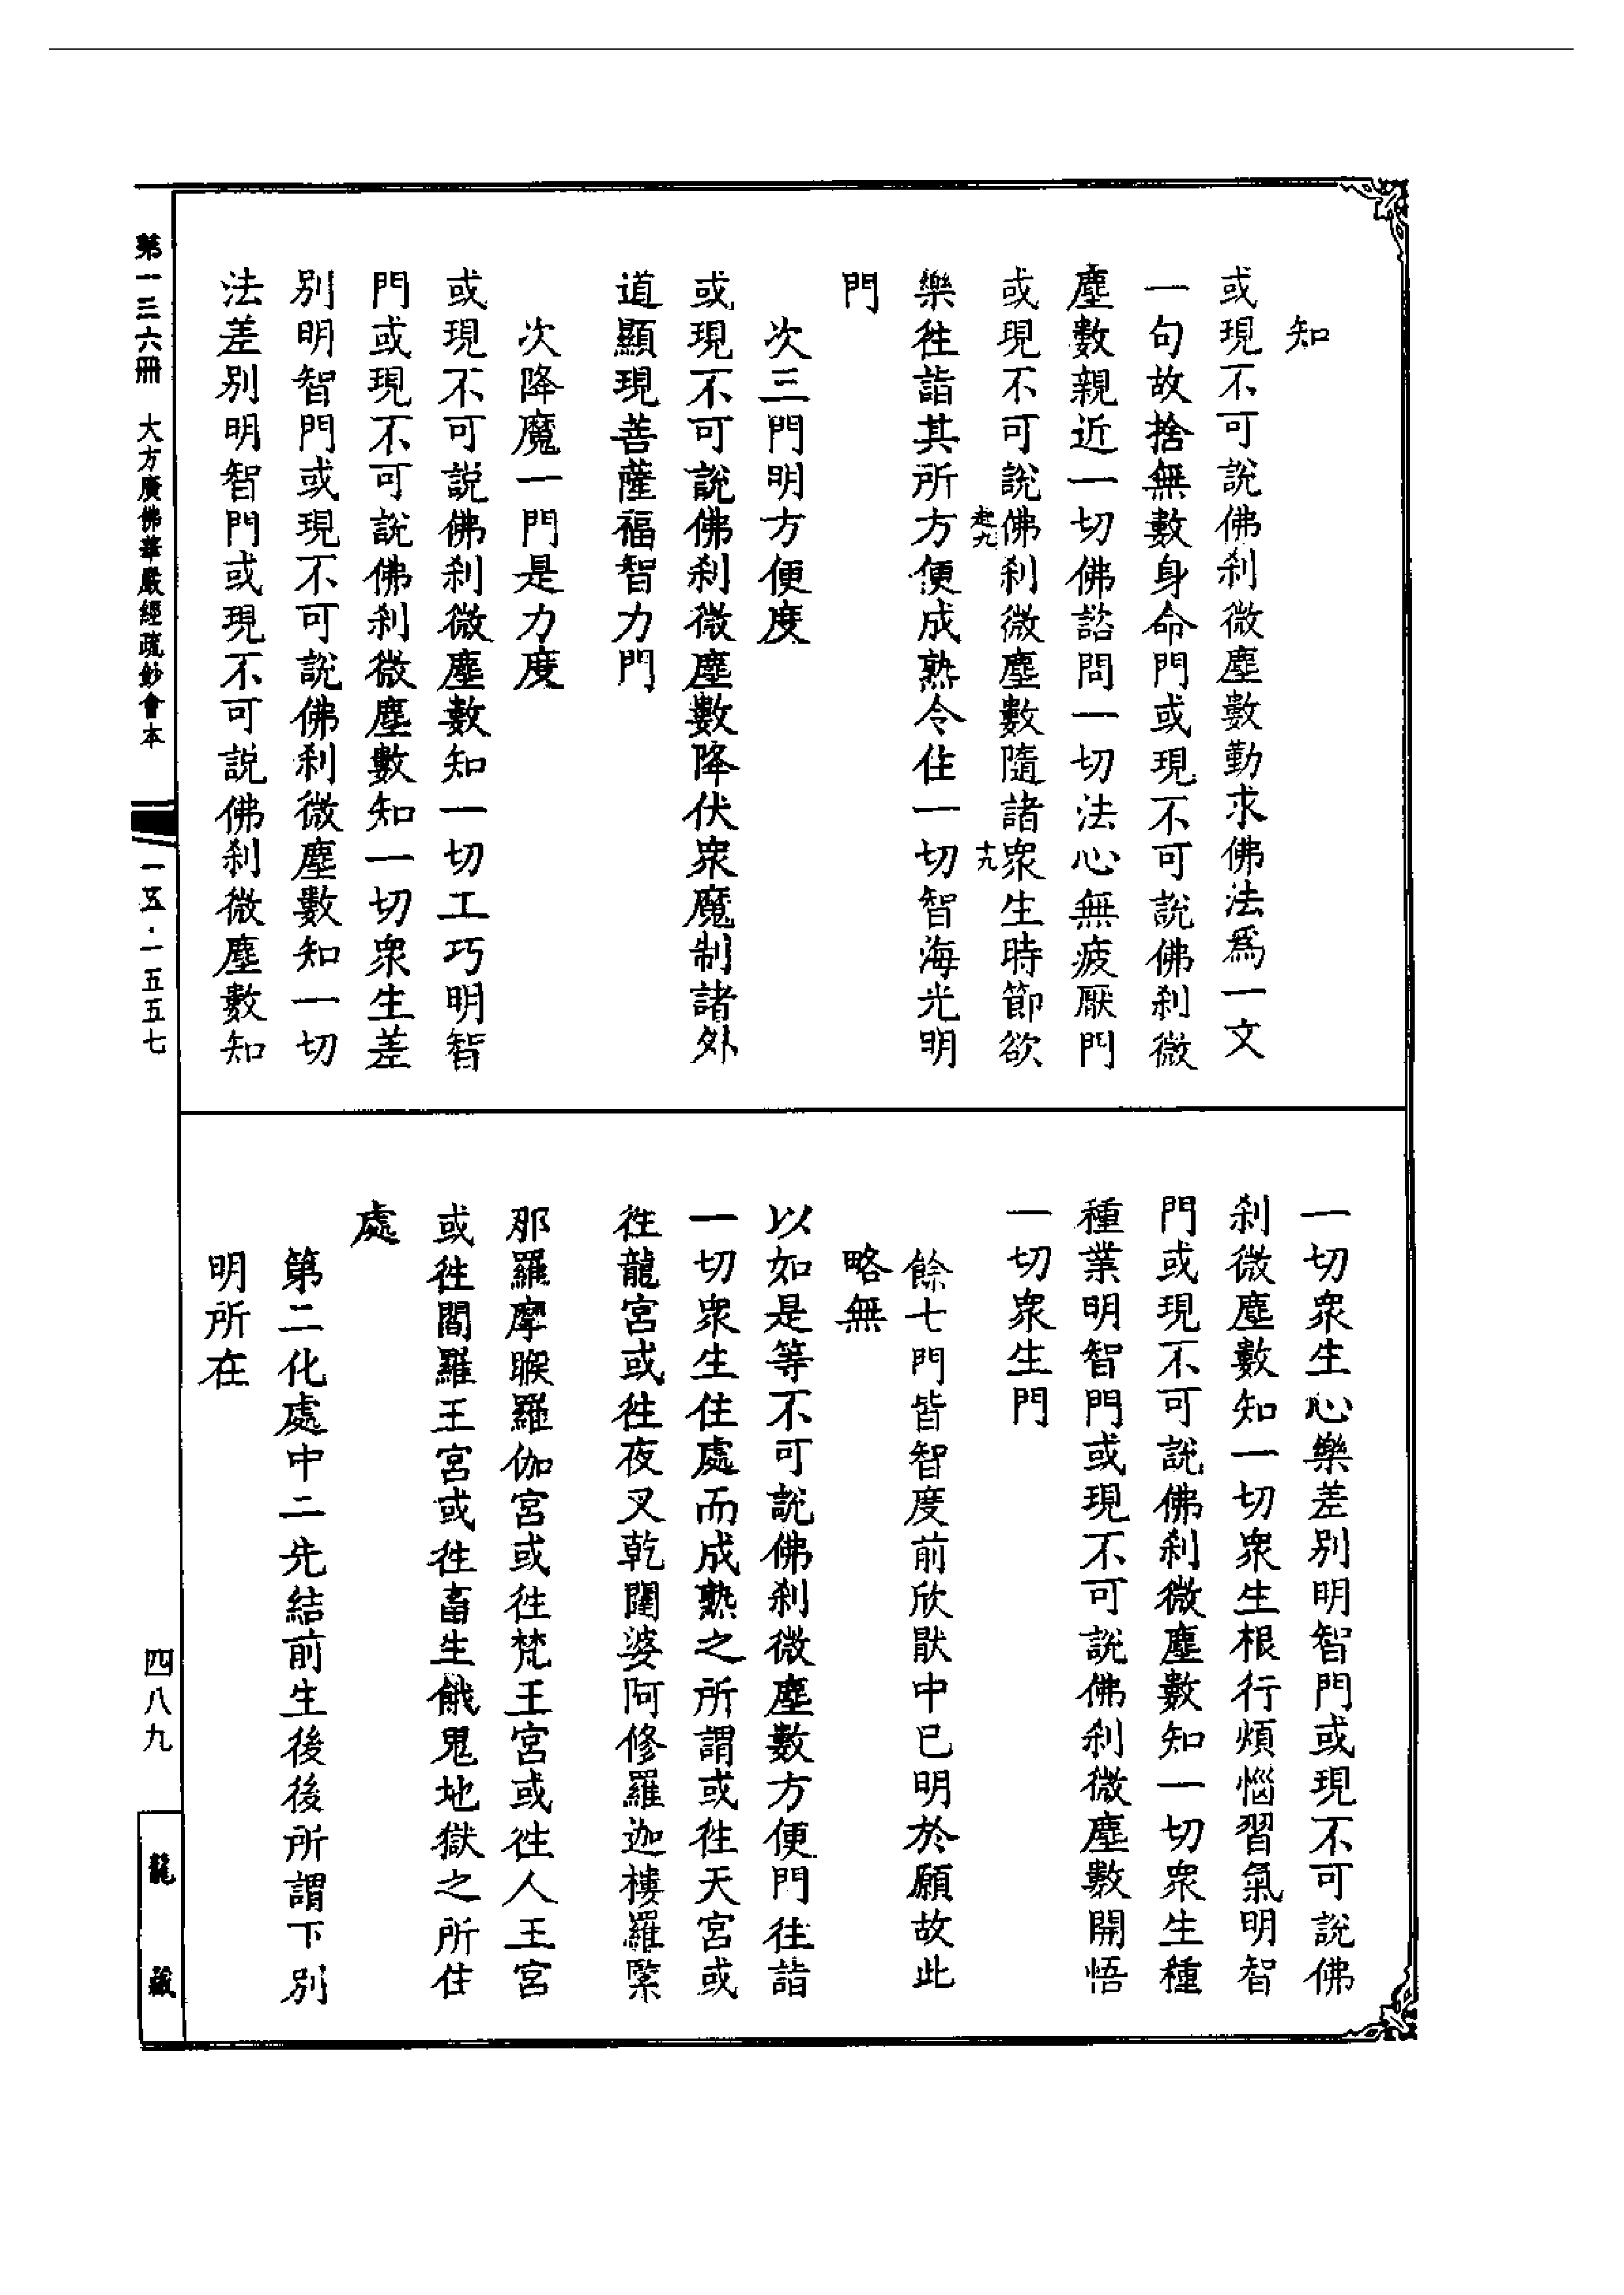 知
或現不可說佛刹微塵數勤求佛法爲一文
一句故捨無數身命門或現不可說佛刹微
塵數親近一切佛諮問一切法心無疲厭門
或現不可說佛刹微塵數隨諸衆生時節欲
十九
樂徃詣其所方便成熟令住一切智海光明
門
次三門明方便度
或現不可說佛刹微塵數降伏衆魔制諸外
道顯現菩薩福智力門
次降魔一門是力度
或現不可説佛刹微塵數知一切工巧明智
門或現不可說佛刹微塵數知一切衆生差
別明智門或現不可説佛刹微塵數知一切
法差別明智門或現不可説佛刹微塵數知
一切衆生心樂差別明智門或現不可說佛
刹微塵數知一切衆生根行煩惱習氣明智
門或現不可說佛刹微塵數知一切衆生種
種業明智門或現不可說佛刹微塵數開悟
一切衆生門
餘七門皆智度前欣猒中已明於願故此
略無
以如是等不可說佛刹微塵數方便門往詣
一切衆生住處而成熟之所謂或徃天宮或
徃龍宮或徃夜叉乾闥婆阿修羅迦樓羅緊
那羅摩睺羅伽宮或徃梵王宮或徃人王宮
或徃閻羅王宮或徃畜生餓鬼地獄之所住
處
第二化處中二先結前生後後所謂下別
明所在
第一三六冊 大方廣佛華嚴經疏鈔會本
一五·一五五七
四八九
龍藏